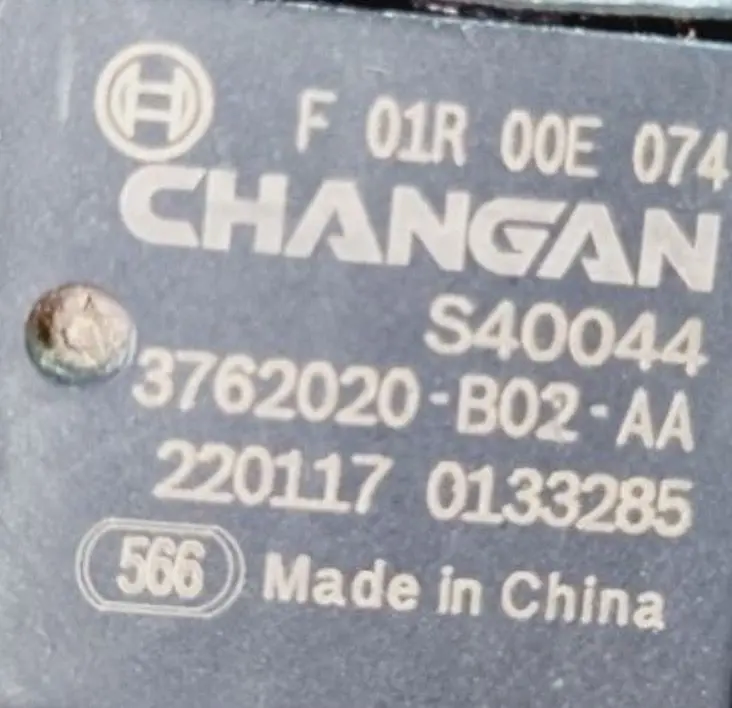 F 01R 00E 074
CHANGAN
S40044
3762020-B02-AA
220117 0133285
566 Made in China